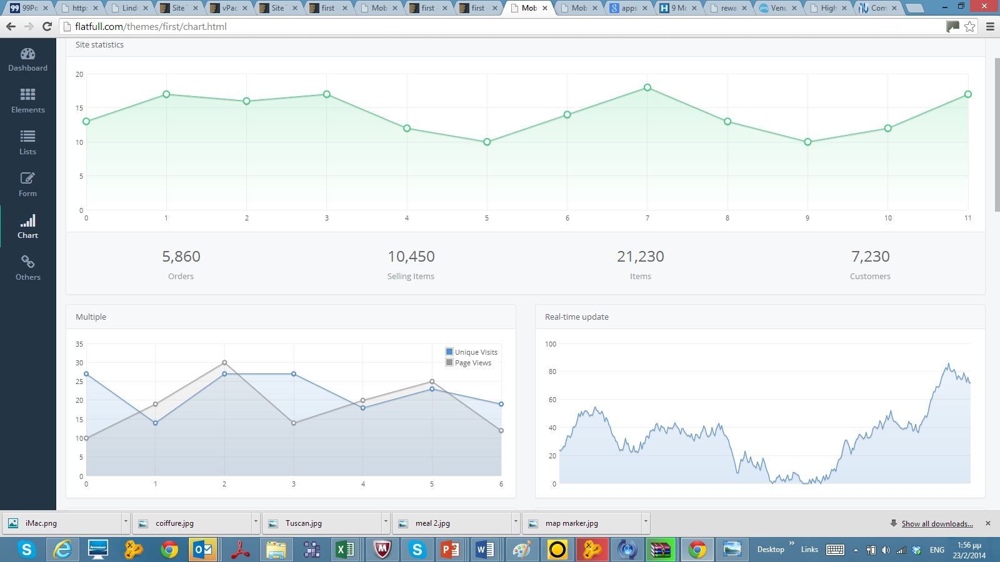 99Po http: Lind Site vPac Site first Mob first first Mob Mob apps 9 Mo rewa Venu High Com
flatfull.com/themes/first/chart.html
Dashboard
Elements
Lists
Form
Chart
Others
Site statistics
20
15
10
5
0
0 1 2 3 4 5 6 7 8 9 10 11
5,860 10,450 21,230 7,230
Orders Selling Items Items Customers
Multiple
35
30
25
20
15
10
5
0
0 1 2 3 4 5 6
Unique Visits
Page Views
Real-time update
100
80
60
40
20
0
iMac.png coiffure.jpg Tuscan.jpg meal 2.jpg map marker.jpg Show all downloads...
Desktop Links ENG 1:56 μμ
23/2/2014